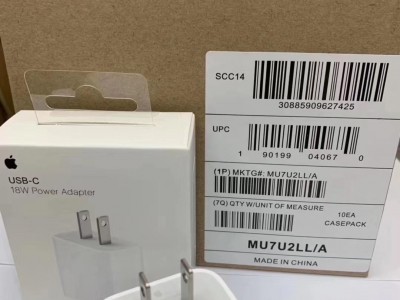 USB-C
18W Power Adapter
SCC14
30885909627425
UPC
1 90199 04067 0
(1P) MKTG#: MU7U2LL/A
(7Q) QTY W/UNIT OF MEASURE
10EA
CASEPACK
MU7U2LL/A
MADE IN CHINA